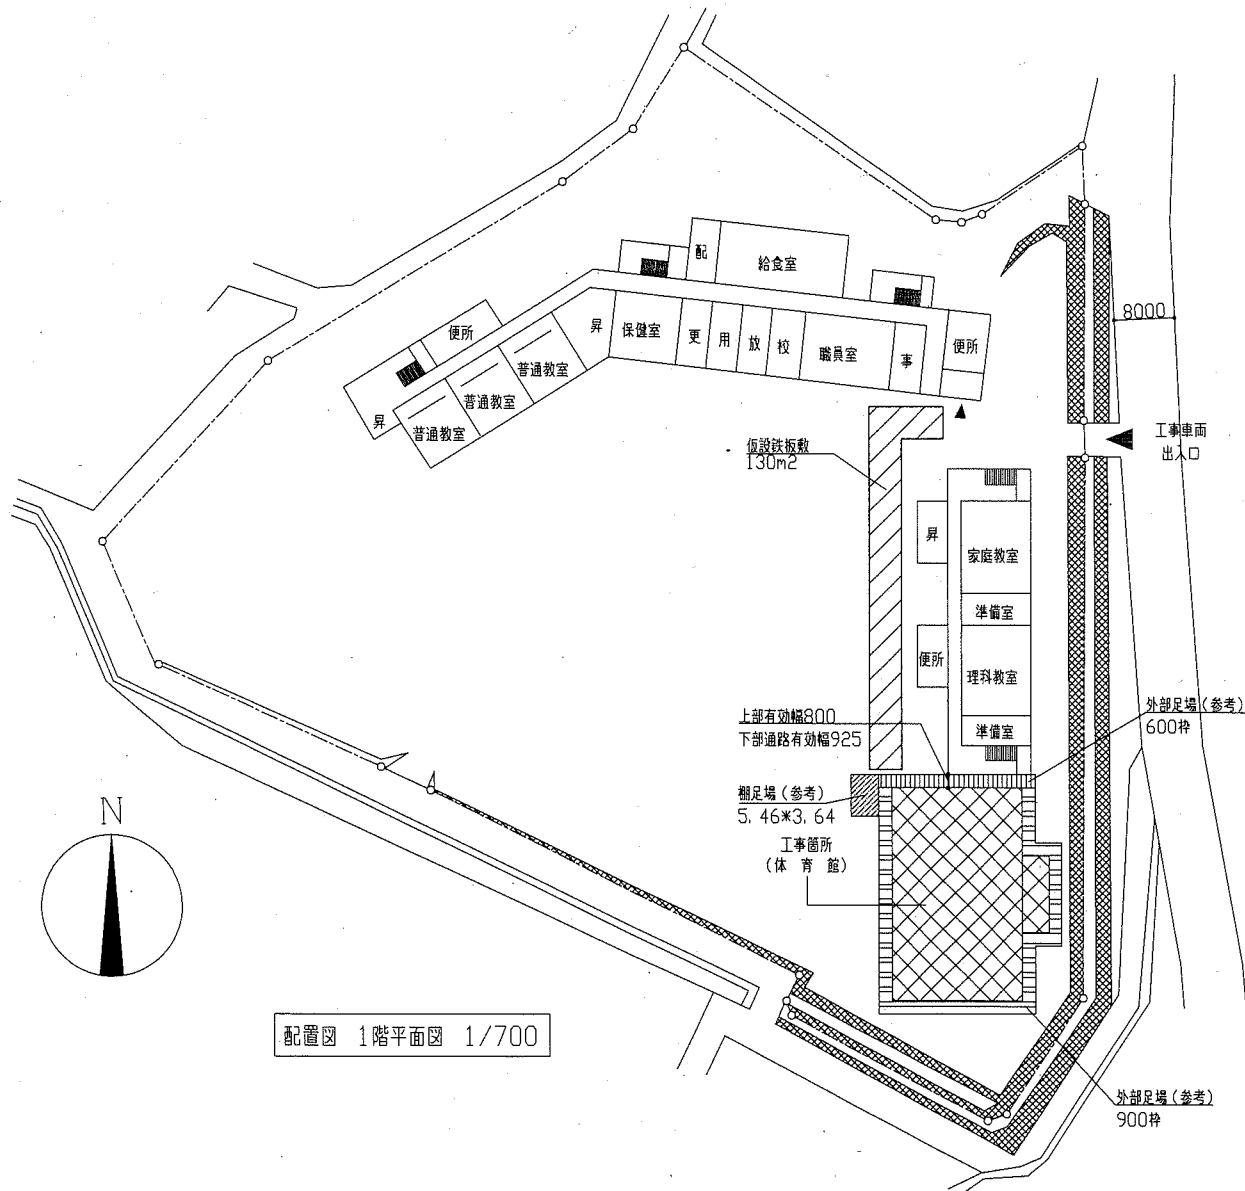 配
給食室
8000
便所
昇
保健室
更
用
放
校
職員室
事
便所
普通教室
普通教室
普通教室
昇
工事車両
出入口
仮設鉄板敷
130m2
昇
家庭教室
準備室
便所
理科教室
準備室
上部有効幅800
下部通路有効幅925
外部足場(参考)
600枠
棚足場(参考)
5.46*3.64
工事箇所
(体 育 館)
N
配置図 1階平面図 1/700
外部足場(参考)
900枠